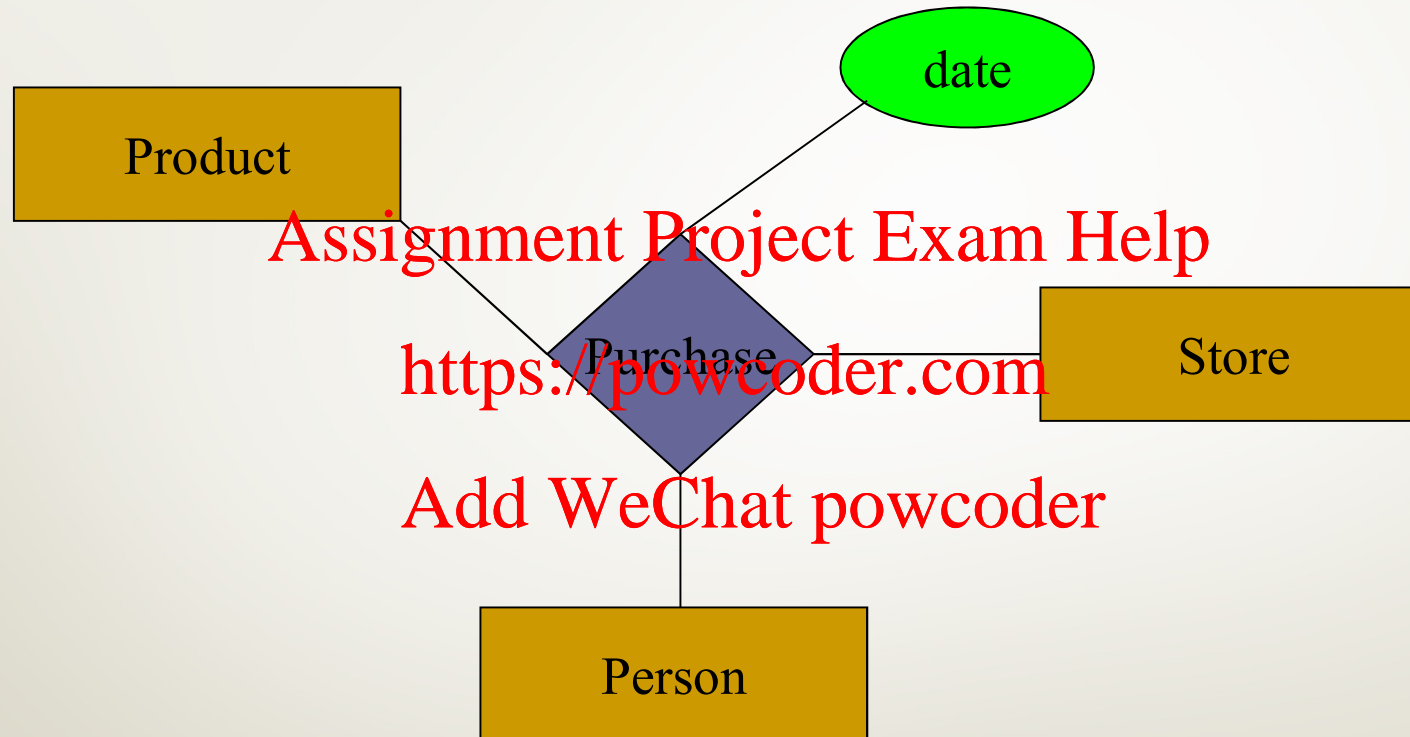 date
Product
Assignment Project Exam Help
Purchase
Store
https://powcoder.com
Add WeChat powcoder
Person